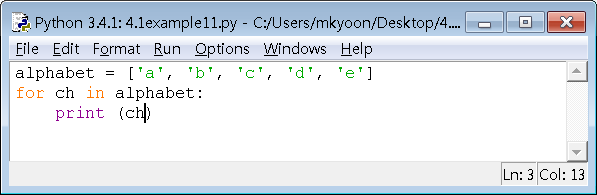 Python 3.4.1: 4.1example11.py - C:/Users/mkyoon/Desktop/4....
File Edit Format Run Options Windows Help
alphabet = ['a', 'b', 'c', 'd', 'e']
for ch in alphabet:
    print (ch)
Ln: 3 Col: 13